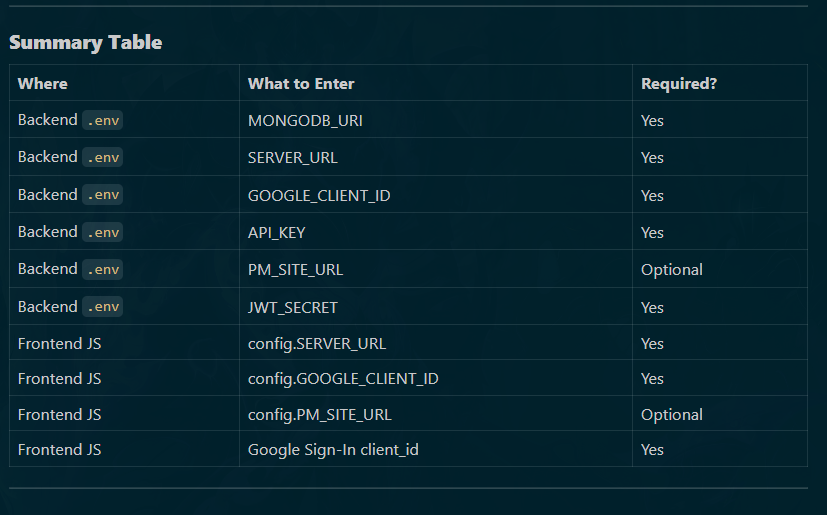 Summary Table
Where What to Enter Required?
Backend .env MONGODB_URI Yes
Backend .env SERVER_URL Yes
Backend .env GOOGLE_CLIENT_ID Yes
Backend .env API_KEY Yes
Backend .env PM_SITE_URL Optional
Backend .env JWT_SECRET Yes
Frontend JS config.SERVER_URL Yes
Frontend JS config.GOOGLE_CLIENT_ID Yes
Frontend JS config.PM_SITE_URL Optional
Frontend JS Google Sign-In client_id Yes